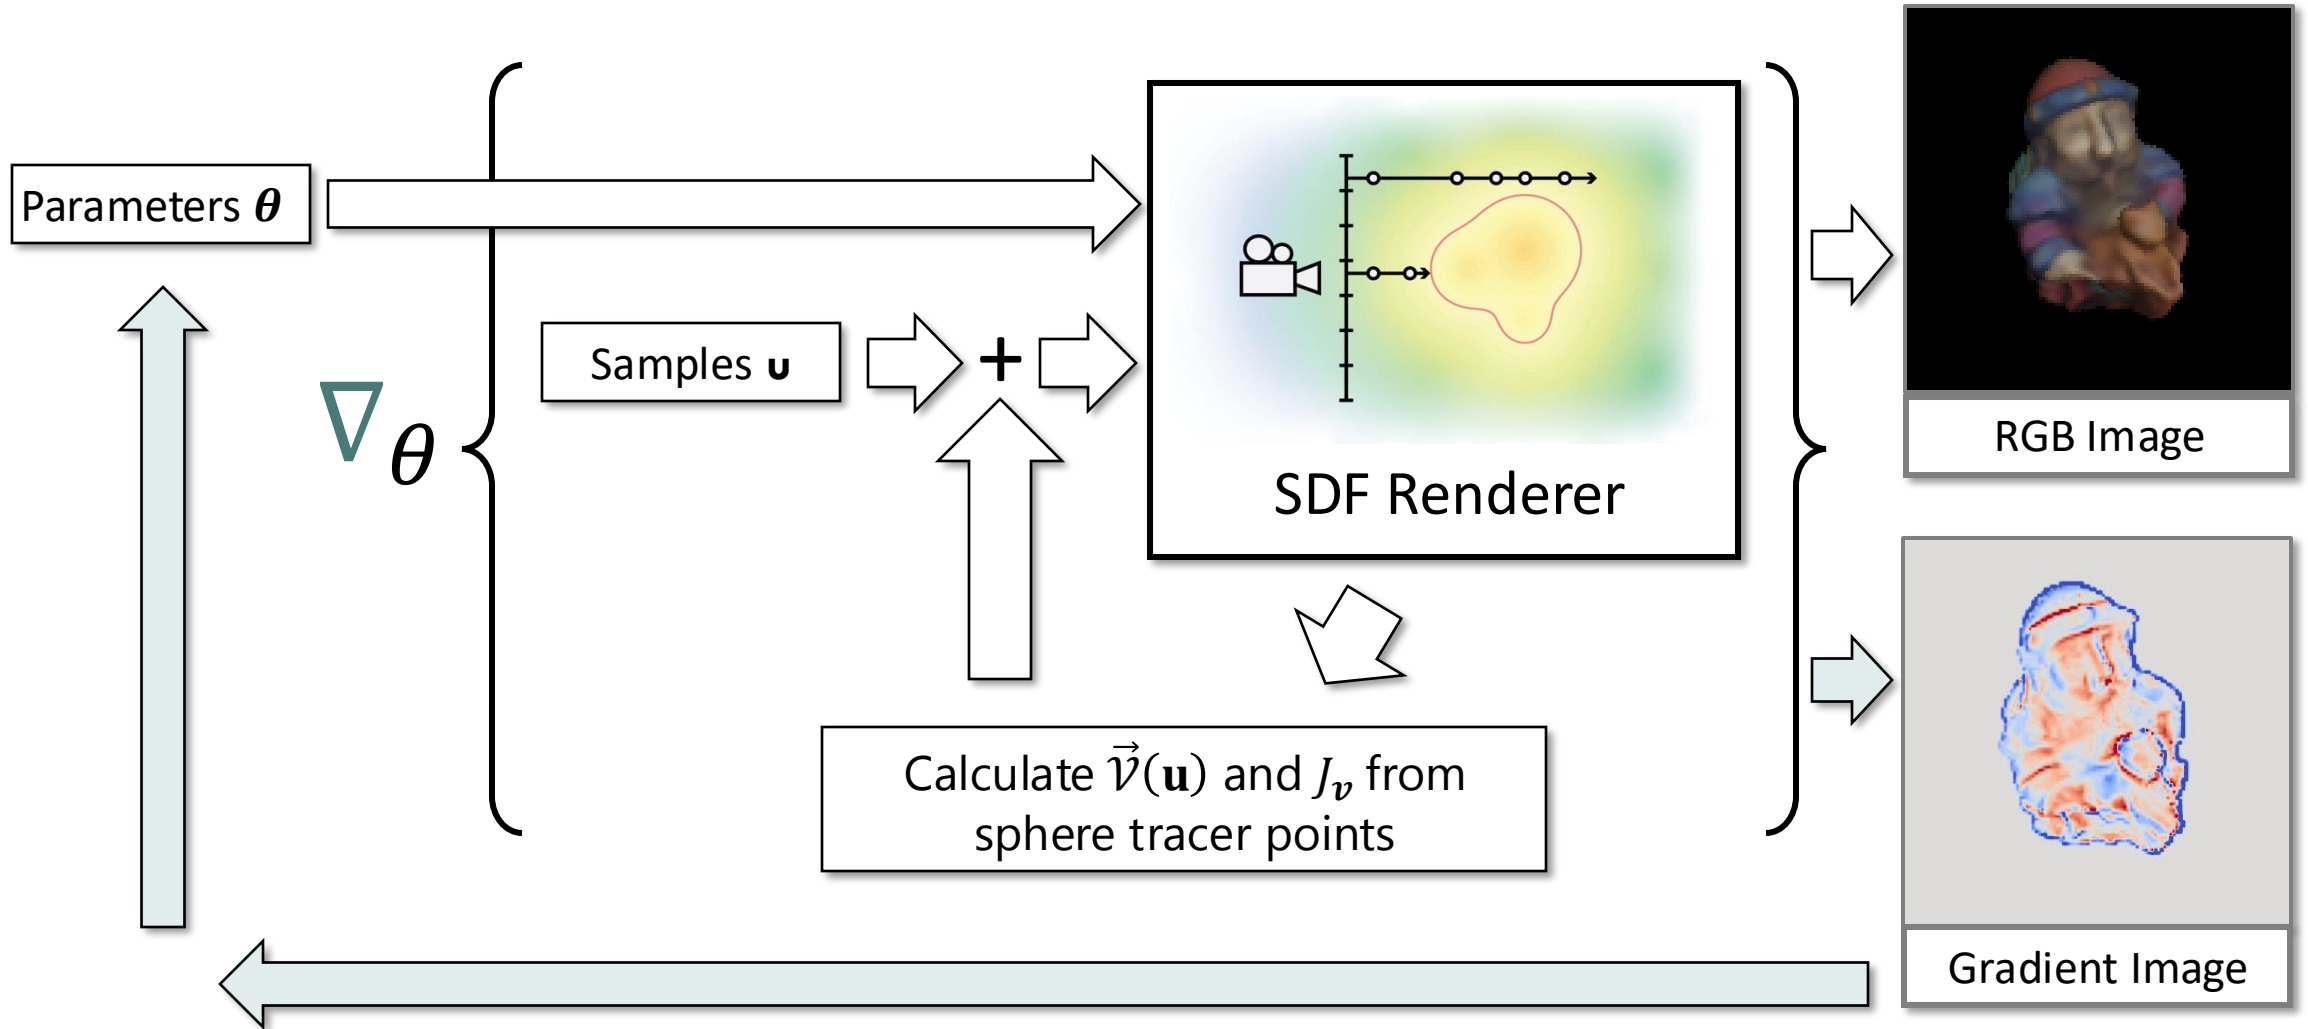 Parameters θ
Samples u
+
∇θ
SDF Renderer
Calculate 𝒱⃗(u) and Jᵥ from
sphere tracer points
RGB Image
Gradient Image